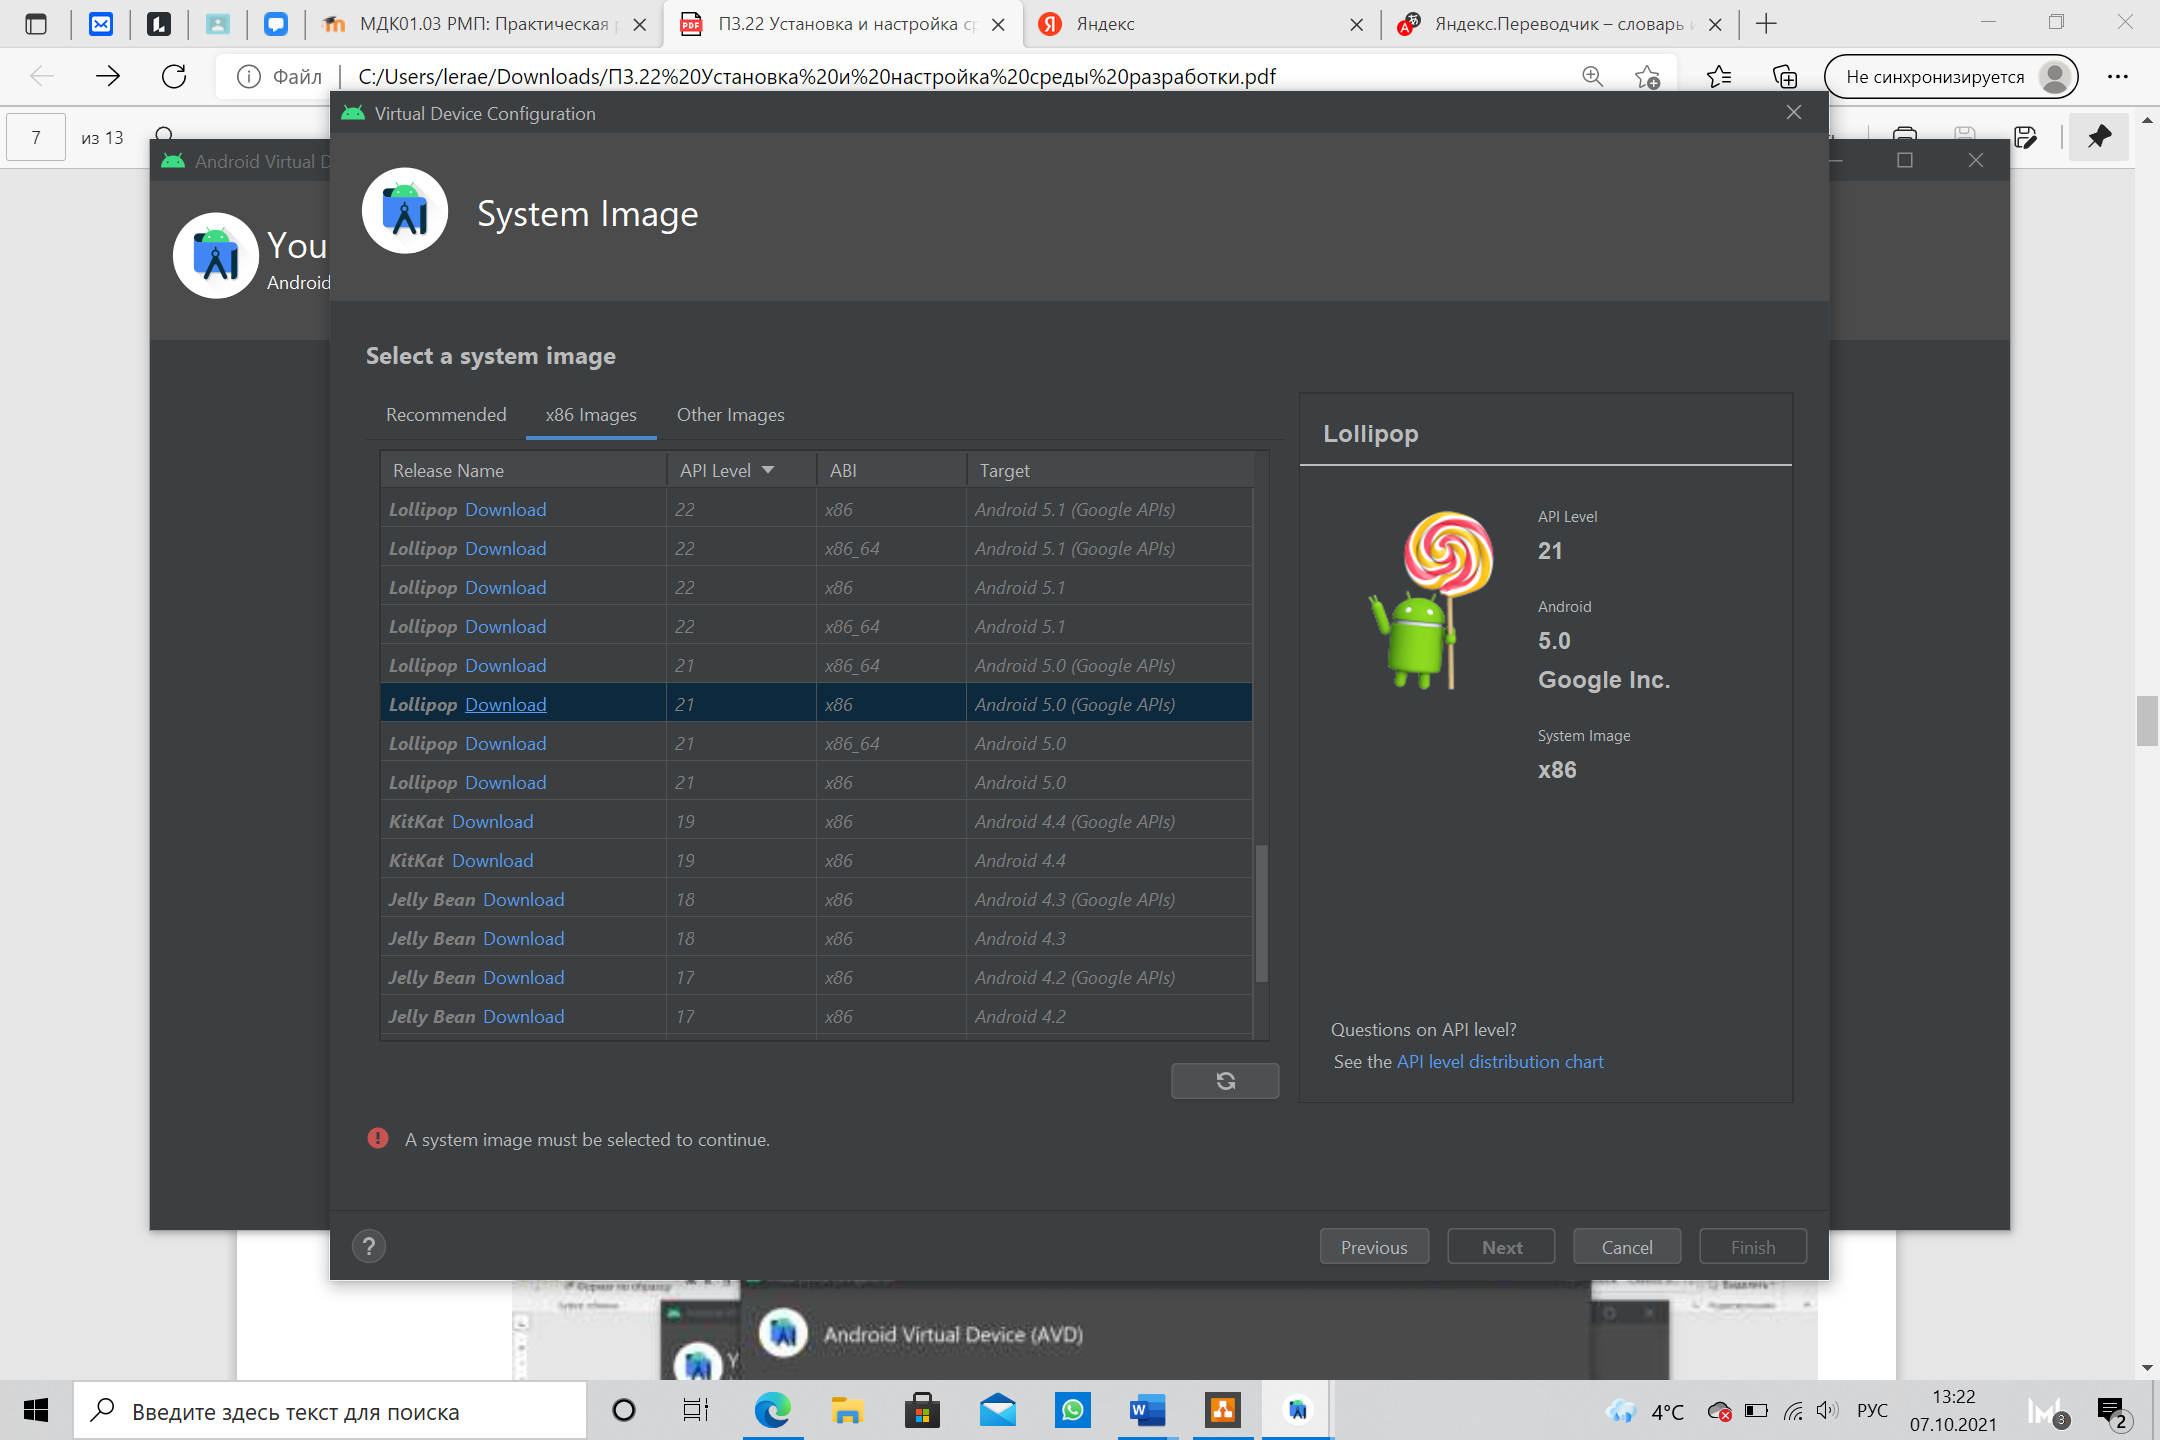 МДК01.03 РМП: Практическая
ПЗ.22 Установка и настройка ср
Яндекс
Яндекс.Переводчик – словарь и
Файл
C:/Users/lerae/Downloads/ПЗ.22%20Установка%20и%20настройка%20среды%20разработки.pdf
Не синхронизируется
7
из 13
Virtual Device Configuration
Android Virtual D
System Image
You
Android
Select a system image
Recommended
x86 Images
Other Images
Release Name API Level ABI Target
Lollipop Download 22 x86 Android 5.1 (Google APIs)
Lollipop Download 22 x86_64 Android 5.1 (Google APIs)
Lollipop Download 22 x86 Android 5.1
Lollipop Download 22 x86_64 Android 5.1
Lollipop Download 21 x86_64 Android 5.0 (Google APIs)
Lollipop Download 21 x86 Android 5.0 (Google APIs)
Lollipop Download 21 x86_64 Android 5.0
Lollipop Download 21 x86 Android 5.0
KitKat Download 19 x86 Android 4.4 (Google APIs)
KitKat Download 19 x86 Android 4.4
Jelly Bean Download 18 x86 Android 4.3 (Google APIs)
Jelly Bean Download 18 x86 Android 4.3
Jelly Bean Download 17 x86 Android 4.2 (Google APIs)
Jelly Bean Download 17 x86 Android 4.2
Lollipop
API Level
21
Android
5.0
Google Inc.
System Image
x86
Questions on API level?
See the API level distribution chart
A system image must be selected to continue.
?
Previous
Next
Cancel
Finish
Android Virtual Device (AVD)
Введите здесь текст для поиска
4°C
РУС
13:22
07.10.2021
3
2